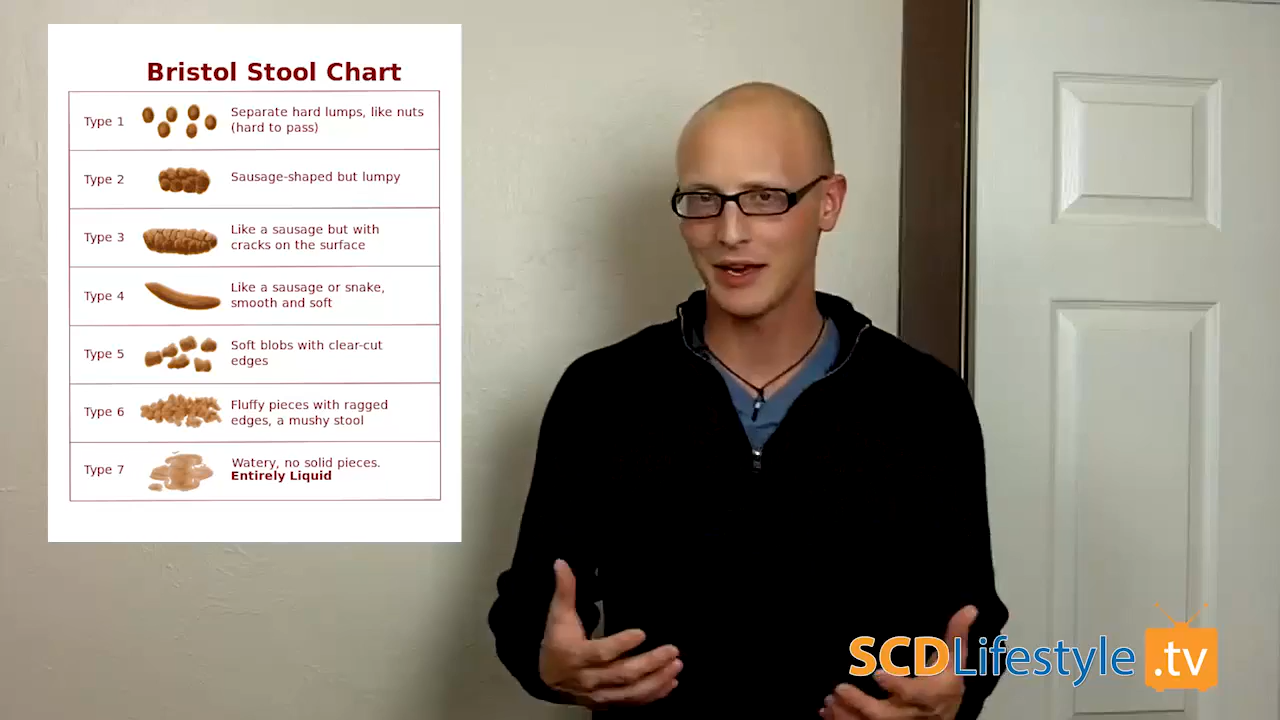 Bristol Stool Chart
Type 1
Separate hard lumps, like nuts
(hard to pass)
Type 2
Sausage-shaped but lumpy
Type 3
Like a sausage but with
cracks on the surface
Type 4
Like a sausage or snake,
smooth and soft
Type 5
Soft blobs with clear-cut
edges
Type 6
Fluffy pieces with ragged
edges, a mushy stool
Type 7
Watery, no solid pieces.
Entirely Liquid
SCDLifestyle.tv